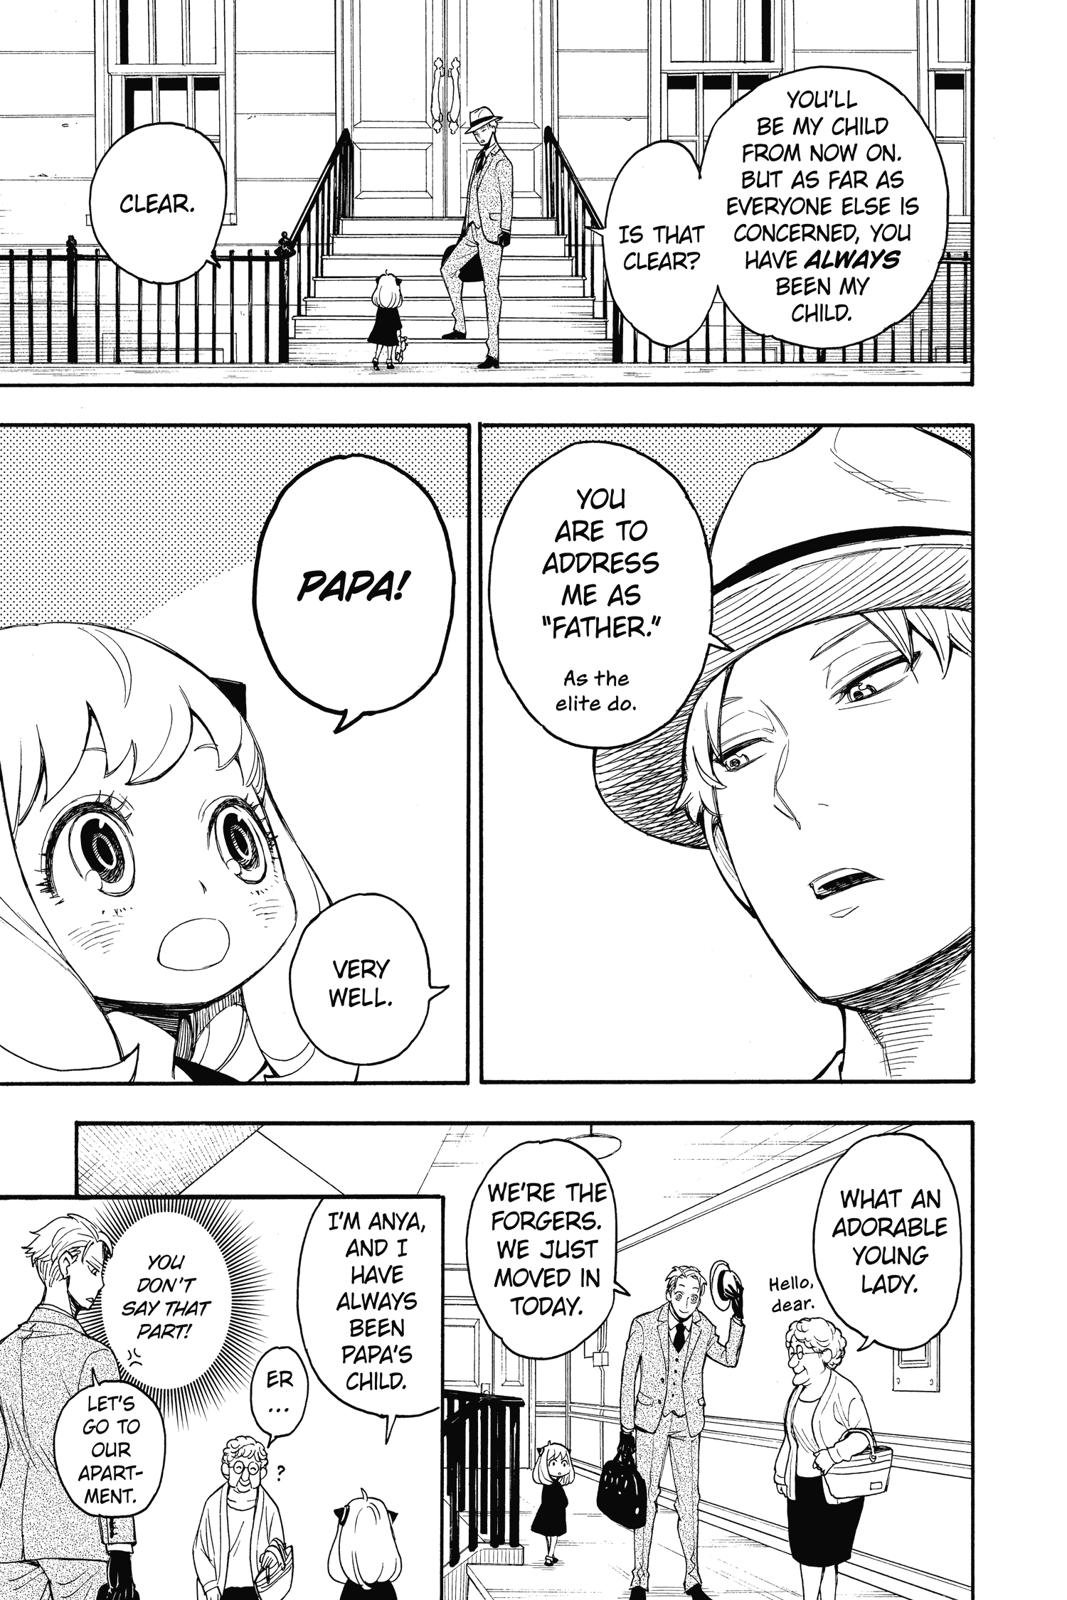 YOU'LL
BE MY CHILD
FROM NOW ON.
BUT AS FAR AS
EVERYONE ELSE IS
CONCERNED, YOU
HAVE ALWAYS
BEEN MY
CHILD.
IS THAT
CLEAR?
CLEAR.
YOU
ARE TO
ADDRESS
ME AS
"FATHER."
As the
elite do.
PAPA!
VERY
WELL.
WHAT AN
ADORABLE
YOUNG
LADY.
Hello,
dear.
WE'RE THE
FORGERS.
WE JUST
MOVED IN
TODAY.
I'M ANYA,
AND I
HAVE
ALWAYS
BEEN
PAPA'S
CHILD.
ER
...
?
YOU
DON'T
SAY THAT
PART!
LET'S
GO TO
OUR
APART-
MENT.